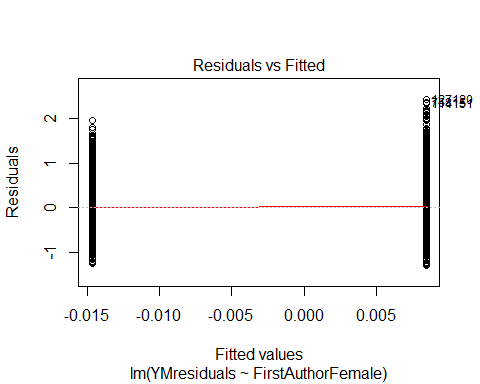 Residuals vs Fitted
Residuals
2
1
0
-1
-0.015
-0.010
-0.005
0.000
0.005
Fitted values
lm(YMresiduals ~ FirstAuthorFemale)